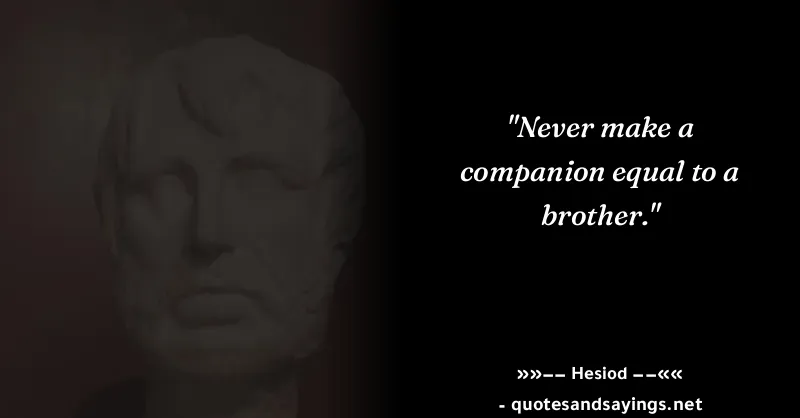 "Never make a
companion equal to a
brother."
»»–– Hesiod ––««
- quotesandsayings.net